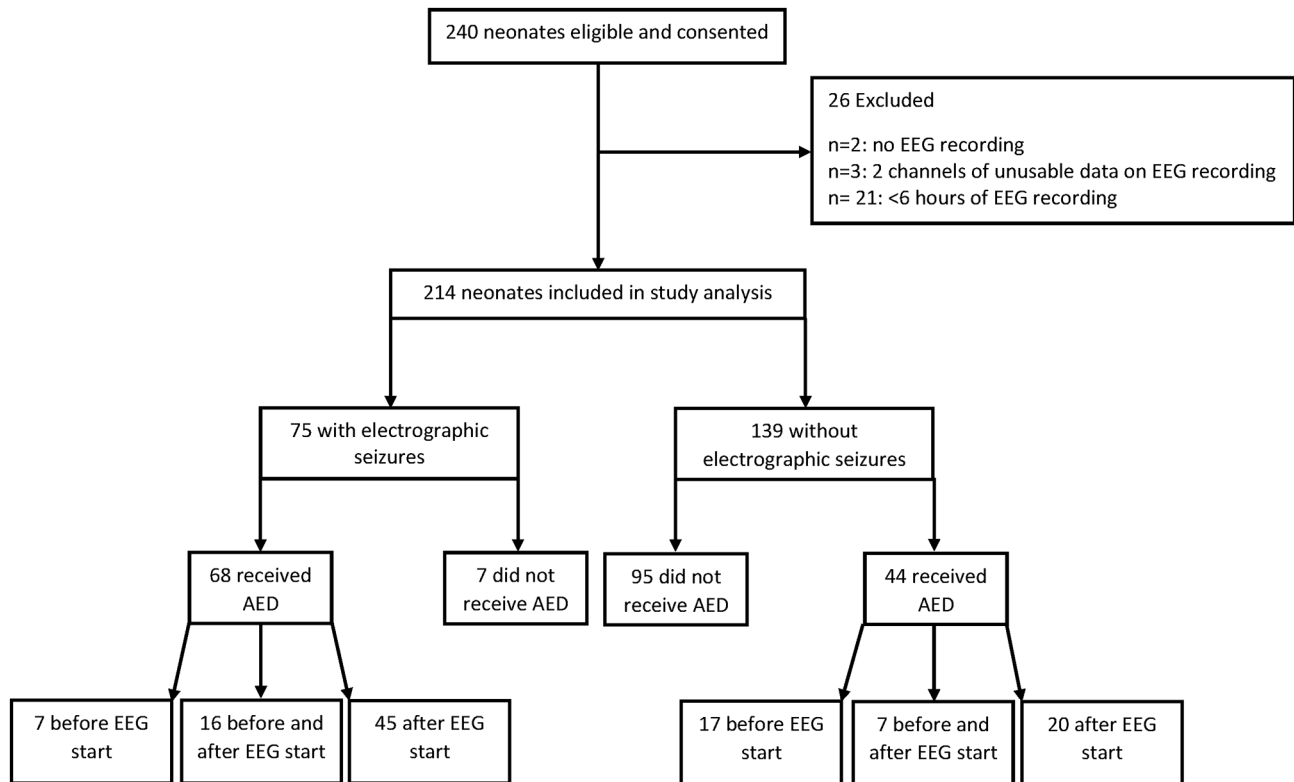 240 neonates eligible and consented
26 Excluded
n=2: no EEG recording
n=3: 2 channels of unusable data on EEG recording
n= 21: <6 hours of EEG recording
214 neonates included in study analysis
75 with electrographic
seizures
139 without
electrographic seizures
68 received
AED
7 did not
receive AED
95 did not
receive AED
44 received
AED
7 before EEG
start
16 before and
after EEG start
45 after EEG
start
17 before EEG
start
7 before and
after EEG start
20 after EEG
start